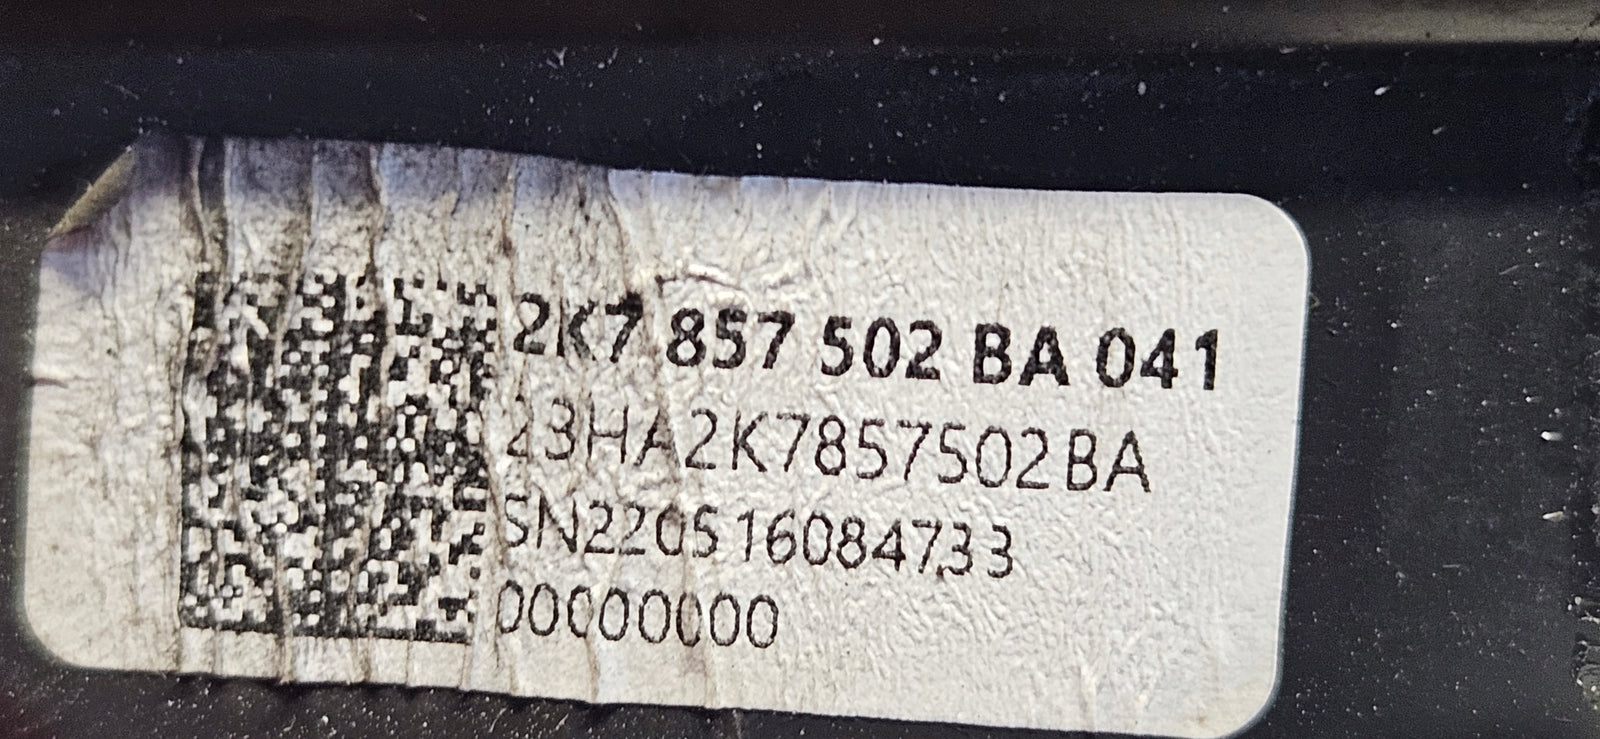 2K7 857 502 BA 041
23HA2K7857502BA
SN220516084733
00000000